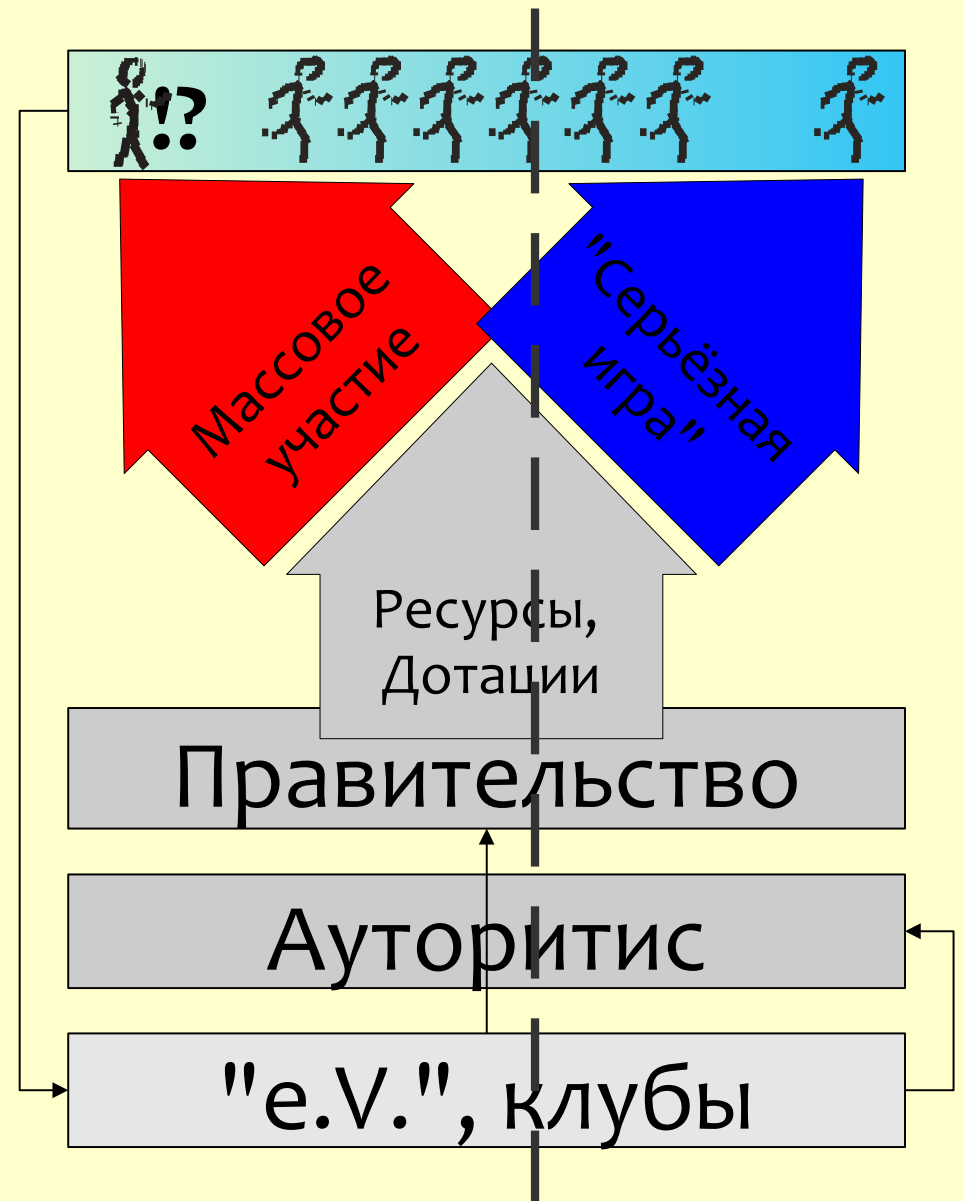 !?
Массовое
участие
"Серьёзная
игра"
Ресурсы,
Дотации
Правительство
Ауторитис
"e.V.", клубы